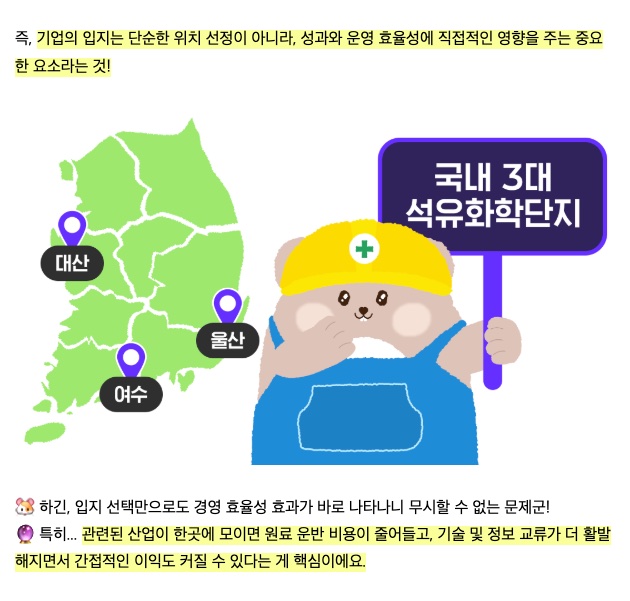 즉, 기업의 입지는 단순한 위치 선정이 아니라, 성과와 운영 효율성에 직접적인 영향을 주는 중요
한 요소라는 것!
국내 3대
석유화학단지
대산
울산
여수
🐹 하긴, 입지 선택만으로도 경영 효율성 효과가 바로 나타나니 무시할 수 없는 문제군!
🔮 특히... 관련된 산업이 한곳에 모이면 원료 운반 비용이 줄어들고, 기술 및 정보 교류가 더 활발
해지면서 간접적인 이익도 커질 수 있다는 게 핵심이에요.